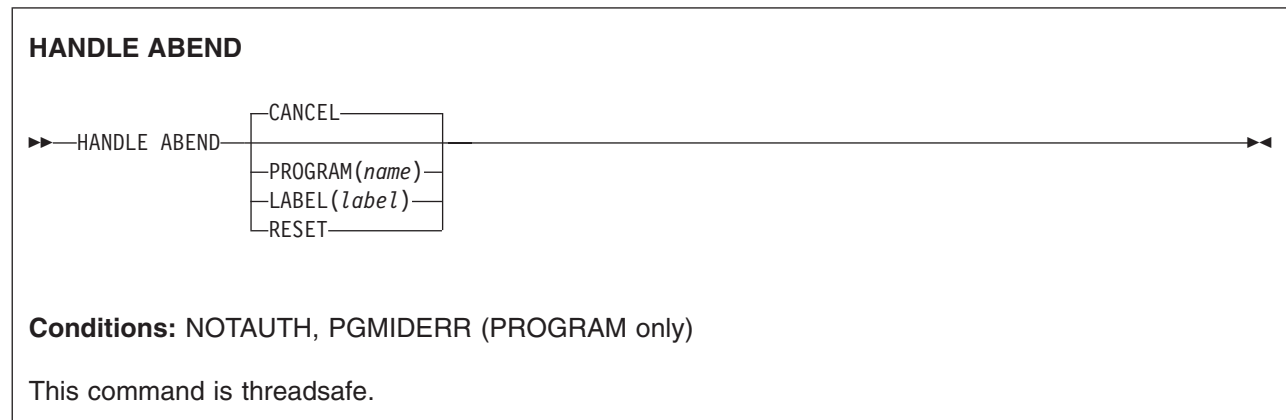 HANDLE ABEND
CANCEL
HANDLE ABEND
PROGRAM(name)
LABEL(label)
RESET
Conditions: NOTAUTH, PGMIDERR (PROGRAM only)
This command is threadsafe.